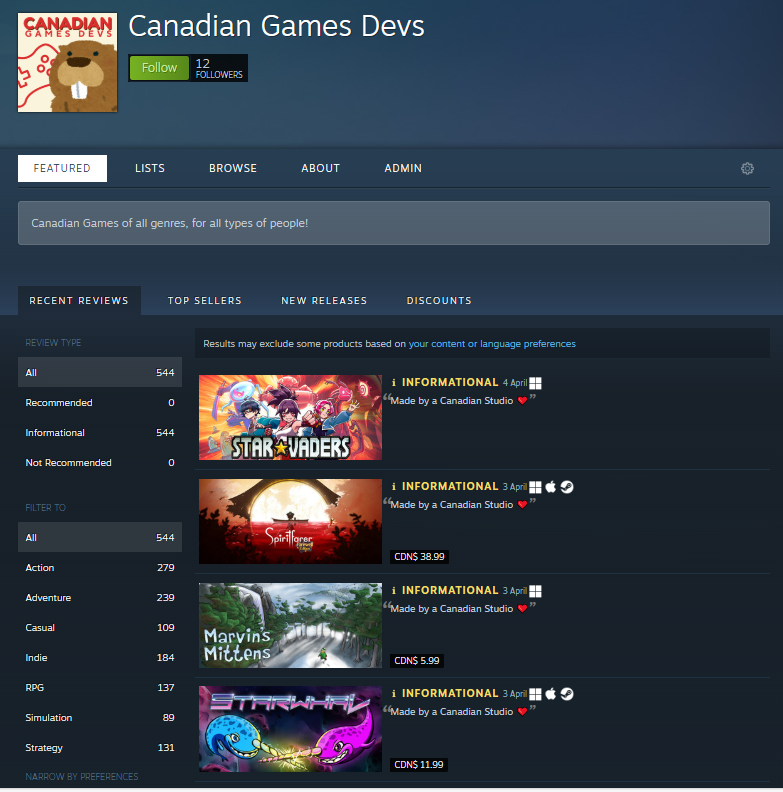 CANADIAN
GAMES DEVS
Canadian Games Devs
Follow
12
FOLLOWERS
FEATURED LISTS BROWSE ABOUT ADMIN
Canadian Games of all genres, for all types of people!
RECENT REVIEWS TOP SELLERS NEW RELEASES DISCOUNTS
REVIEW TYPE
All 544
Recommended 0
Informational 544
Not Recommended 0
FILTER TO
All 544
Action 279
Adventure 239
Casual 109
Indie 184
RPG 137
Simulation 89
Strategy 131
NARROW BY PREFERENCES
Results may exclude some products based on your content or language preferences
STAR★VADERS
i INFORMATIONAL 4 April
“Made by a Canadian Studio ❤️ ”
Spiritfarer
i INFORMATIONAL 3 April
“Made by a Canadian Studio ❤️ ”
CDN$ 38.99
Marvin's
Mittens
i INFORMATIONAL 3 April
“Made by a Canadian Studio ❤️ ”
CDN$ 5.99
STARWHAL
i INFORMATIONAL 3 April
“Made by a Canadian Studio ❤️ ”
CDN$ 11.99